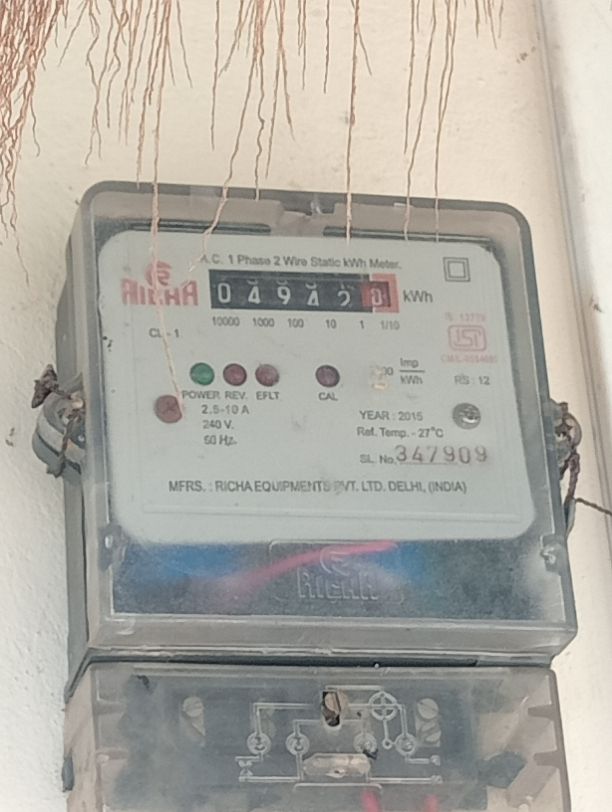 A.C. 1 Phase 2 Wire Static kWh Meter.
RICHA
0 4 9 4 2 0 kWh
10000 1000 100 10 1 1/10
CL - 1
ISI
POWER REV. EFLT. CAL
Imp
kWh
RS : 12
2.5-10 A
240 V.
50 Hz.
YEAR : 2015
Ref. Temp. - 27°C
SL. No. 347909
MFRS. : RICHA EQUIPMENTS PVT. LTD. DELHI, (INDIA)
RICHA